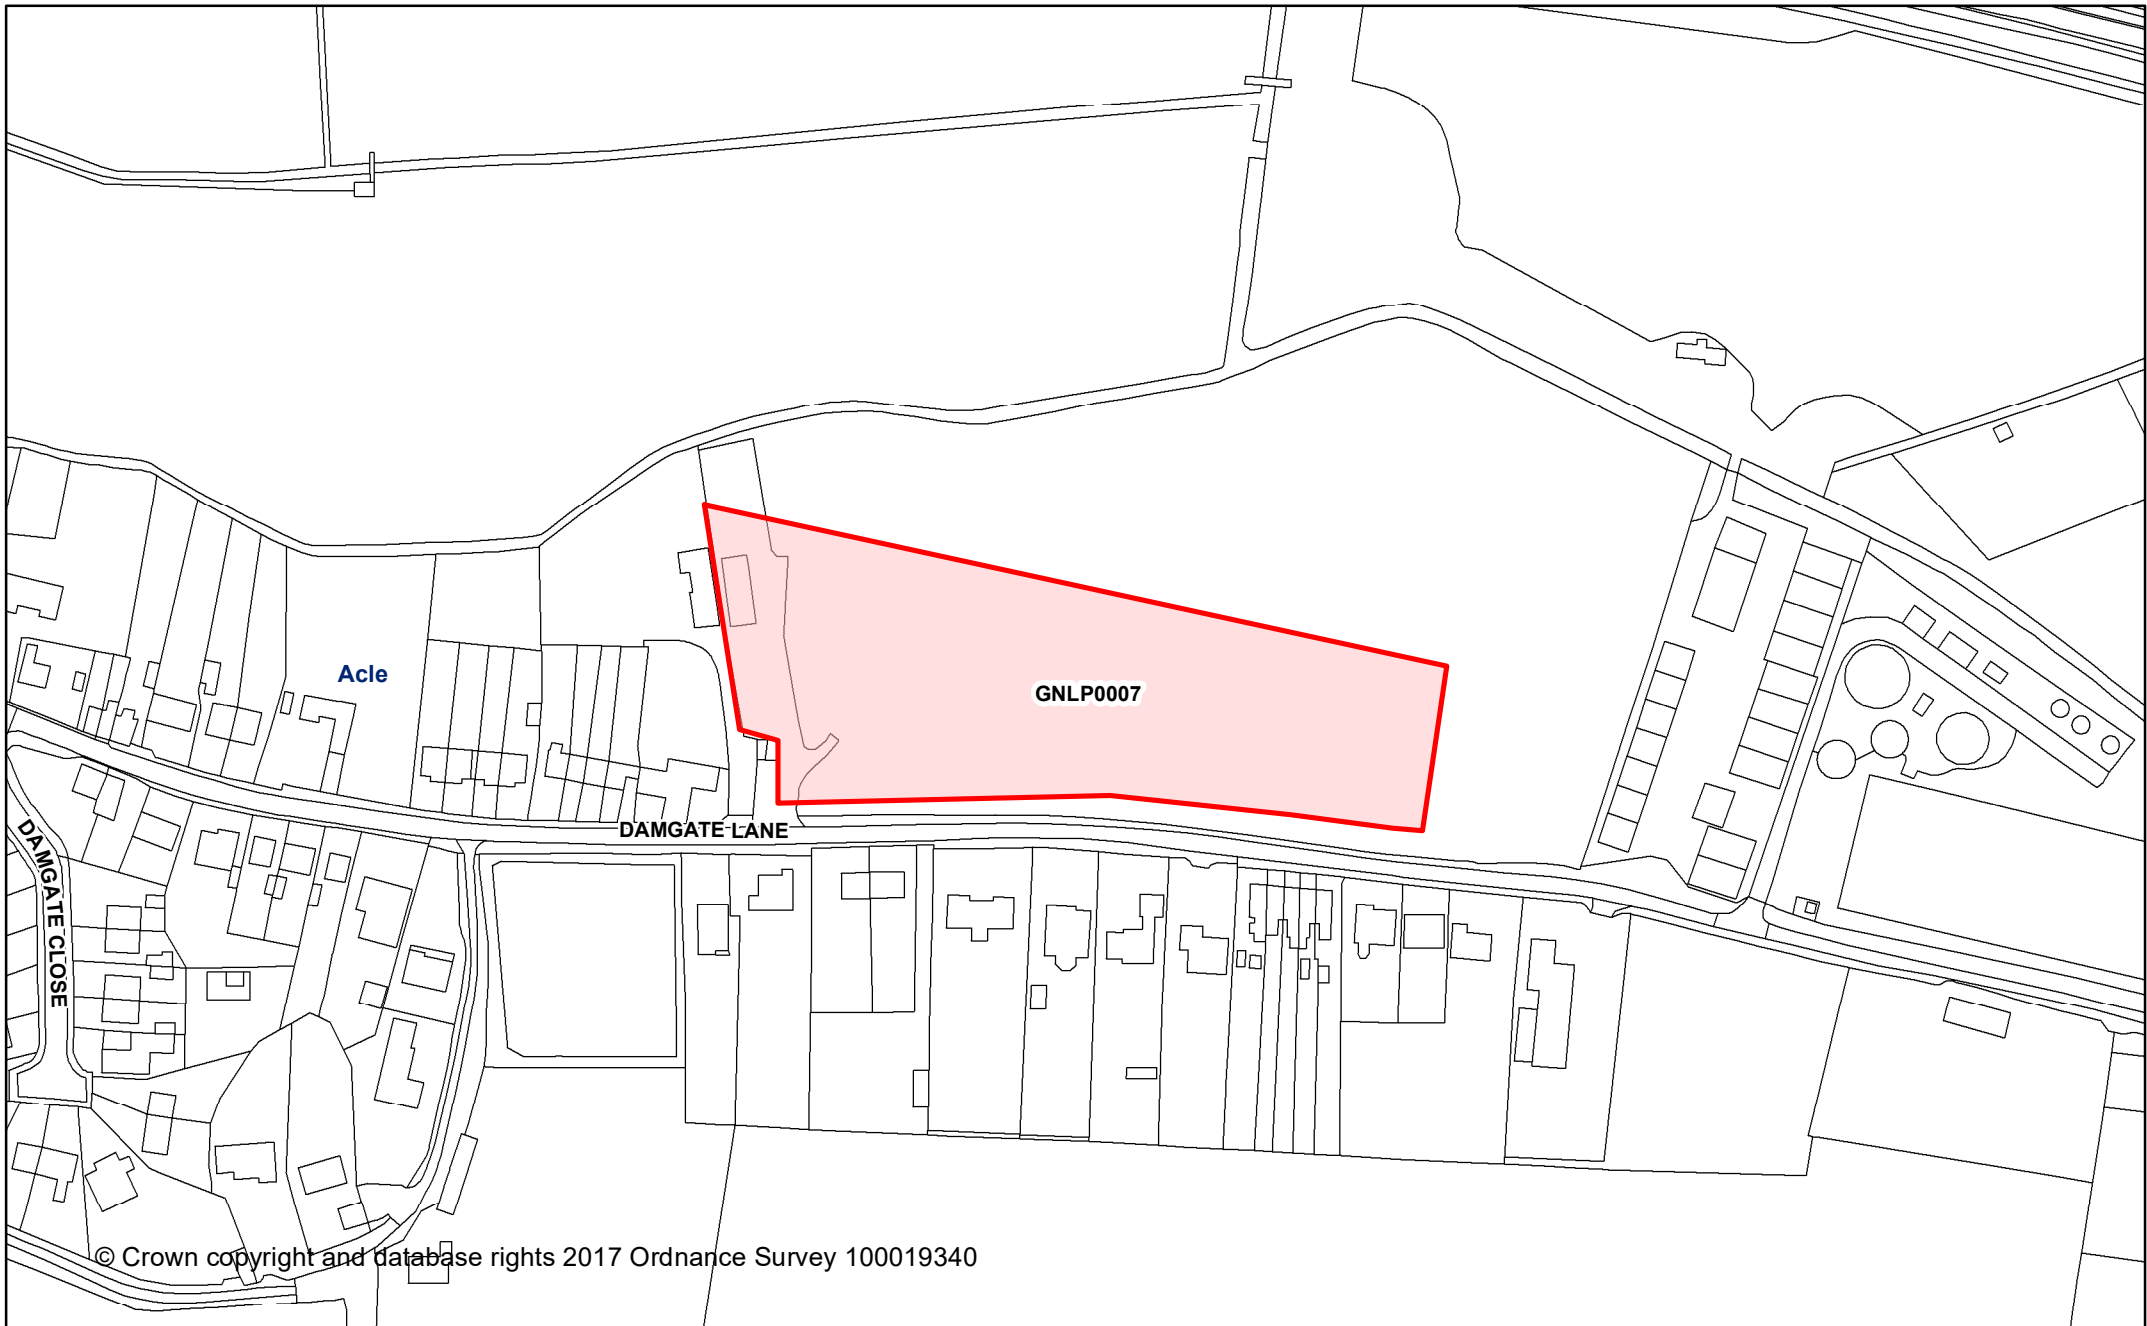 Acle
GNLP0007
DAMGATE LANE
DAMGATE CLOSE
© Crown copyright and database rights 2017 Ordnance Survey 100019340